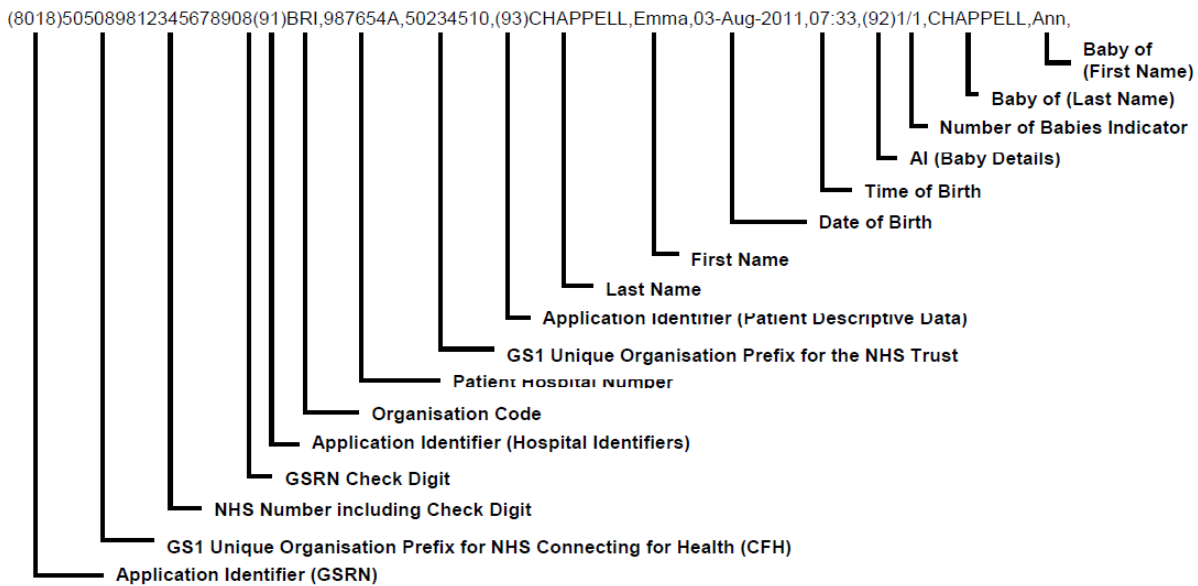 (8018)505089812345678908(91)BRI,987654A,50234510,(93)CHAPPELL,Emma,03-Aug-2011,07:33,(92)1/1,CHAPPELL,Ann,
Baby of
(First Name)
Baby of (Last Name)
Number of Babies Indicator
AI (Baby Details)
Time of Birth
Date of Birth
First Name
Last Name
Application Identifier (Patient Descriptive Data)
GS1 Unique Organisation Prefix for the NHS Trust
Patient Hospital Number
Organisation Code
Application Identifier (Hospital Identifiers)
GSRN Check Digit
NHS Number including Check Digit
GS1 Unique Organisation Prefix for NHS Connecting for Health (CFH)
Application Identifier (GSRN)